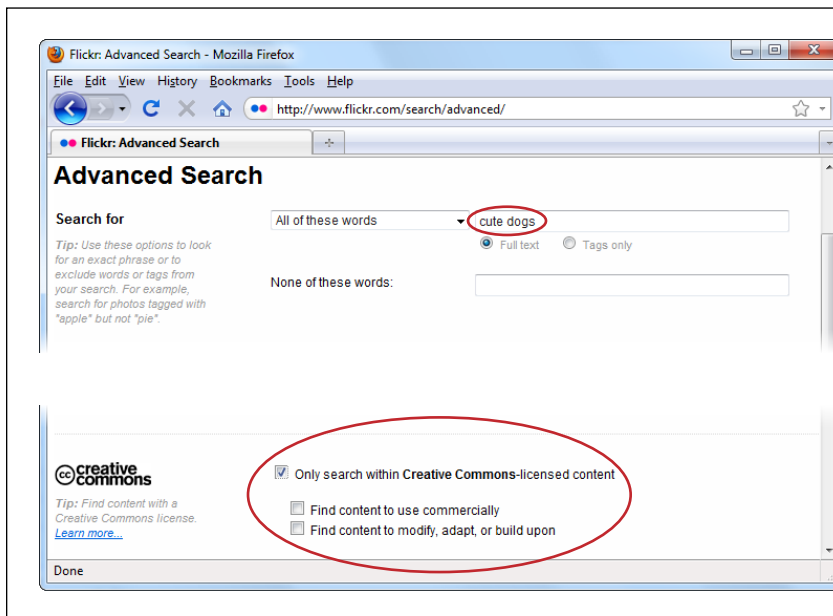 Flickr: Advanced Search - Mozilla Firefox
File Edit View History Bookmarks Tools Help
http://www.flickr.com/search/advanced/
Flickr: Advanced Search
Advanced Search
Search for
All of these words
cute dogs
Full text Tags only
Tip: Use these options to look
for an exact phrase or to
exclude words or tags from
your search. For example,
search for photos tagged with
"apple" but not "pie".
None of these words:
cc creative
commons
Tip: Find content with a
Creative Commons license.
Learn more...
Only search within Creative Commons-licensed content
Find content to use commercially
Find content to modify, adapt, or build upon
Done